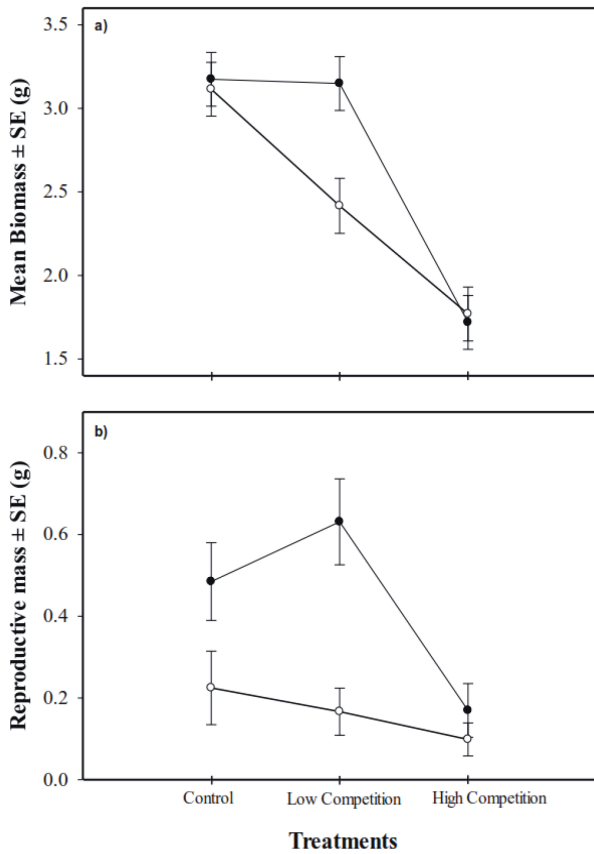 a)
Mean Biomass ± SE (g)
3.5
3.0
2.5
2.0
1.5
b)
Reproductive mass ± SE (g)
0.8
0.6
0.4
0.2
0.0
Control Low Competition High Competition
Treatments